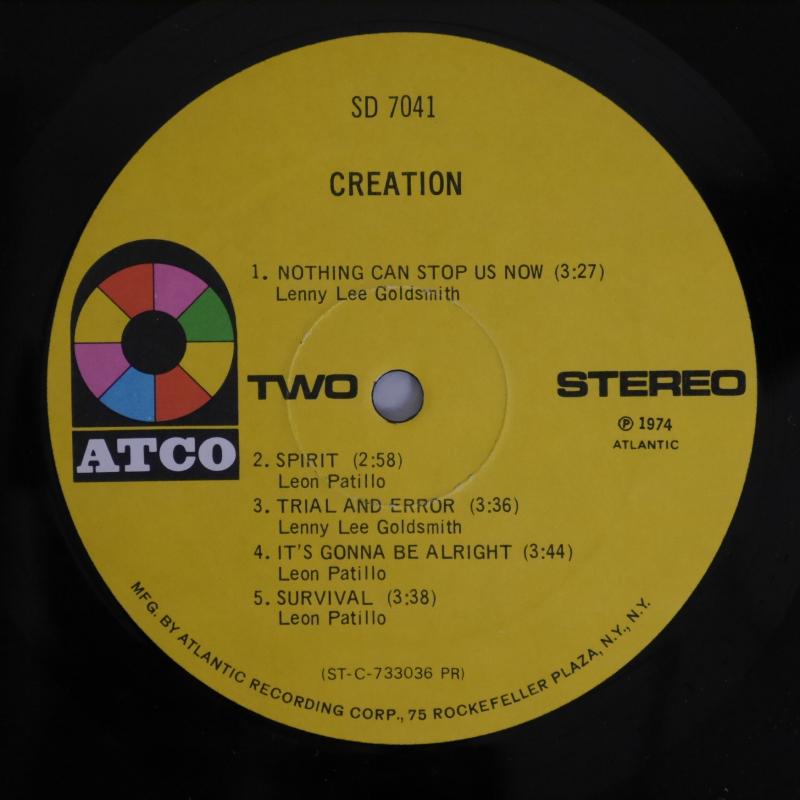 SD 7041
CREATION
1. NOTHING CAN STOP US NOW (3:27)
Lenny Lee Goldsmith
ATCO
TWO
STEREO
℗ 1974
ATLANTIC
2. SPIRIT (2:58)
Leon Patillo
3. TRIAL AND ERROR (3:36)
Lenny Lee Goldsmith
4. IT'S GONNA BE ALRIGHT (3:44)
Leon Patillo
5. SURVIVAL (3:38)
Leon Patillo
(ST-C-733036 PR)
MFG. BY ATLANTIC RECORDING CORP., 75 ROCKEFELLER PLAZA, N.Y., N.Y.